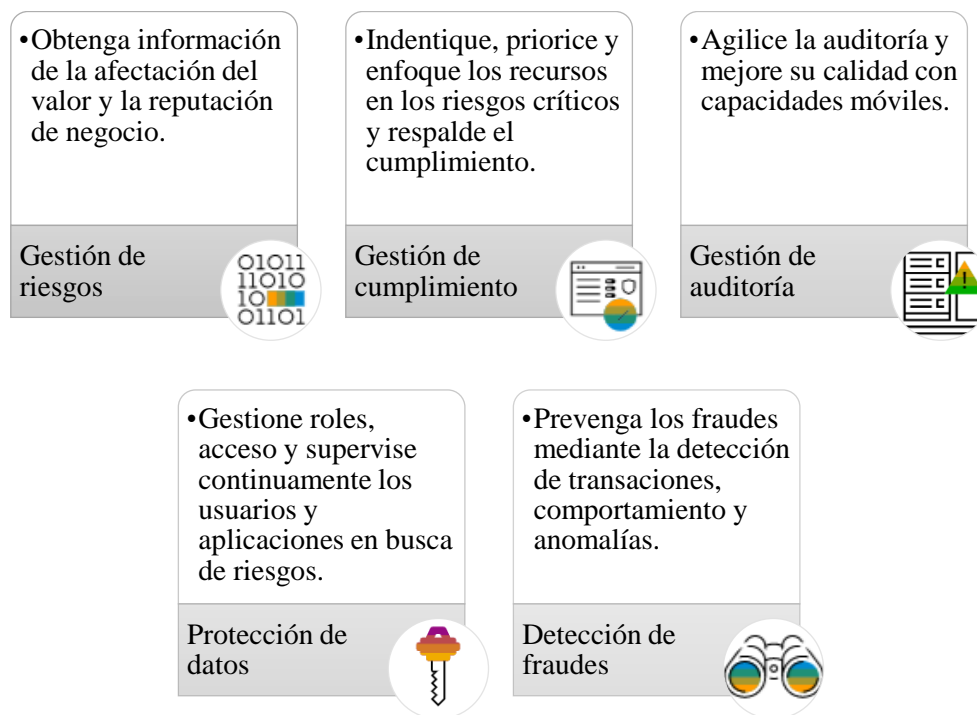 •Obtenga información
de la afectación del
valor y la reputación
de negocio.
Gestión de
riesgos
01011
11010
10
01101
•Indentique, priorice y
enfoque los recursos
en los riesgos críticos
y respalde el
cumplimiento.
Gestión de
cumplimiento
•Agilice la auditoría y
mejore su calidad con
capacidades móviles.
Gestión de
auditoría
!
•Gestione roles,
acceso y supervise
continuamente los
usuarios y
aplicaciones en busca
de riesgos.
Protección de
datos
•Prevenga los fraudes
mediante la detección
de transaciones,
comportamiento y
anomalías.
Detección de
fraudes